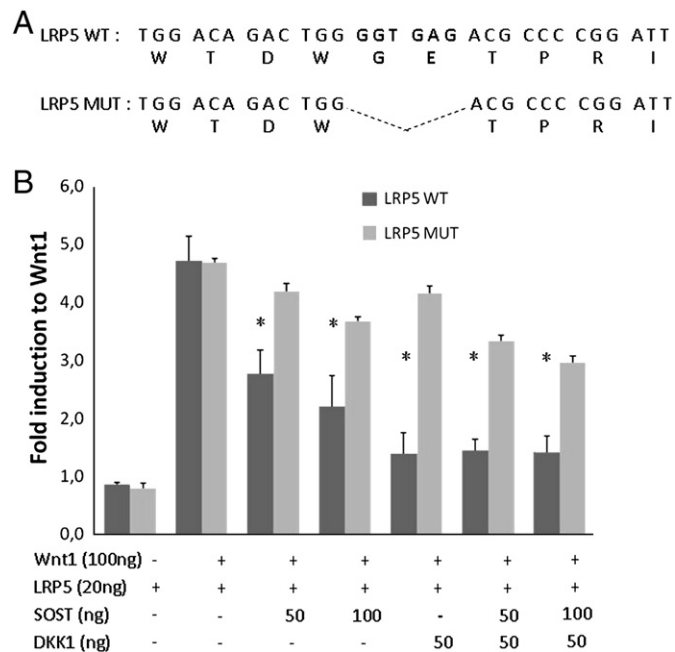 A
LRP5 WT : TGG ACA GAC TGG GGT GAG ACG CCC CGG ATT
W T D W G E T P R I
LRP5 MUT : TGG ACA GAC TGG ACG CCC CGG ATT
W T D W T P R I
B
Fold induction to Wnt1
6,0
5,0
4,0
3,0
2,0
1,0
0,0
LRP5 WT
LRP5 MUT
* * * * *
Wnt1 (100ng) - + + + + + +
LRP5 (20ng) + + + + + + +
SOST (ng) - - 50 100 - 50 100
DKK1 (ng) - - - - 50 50 50